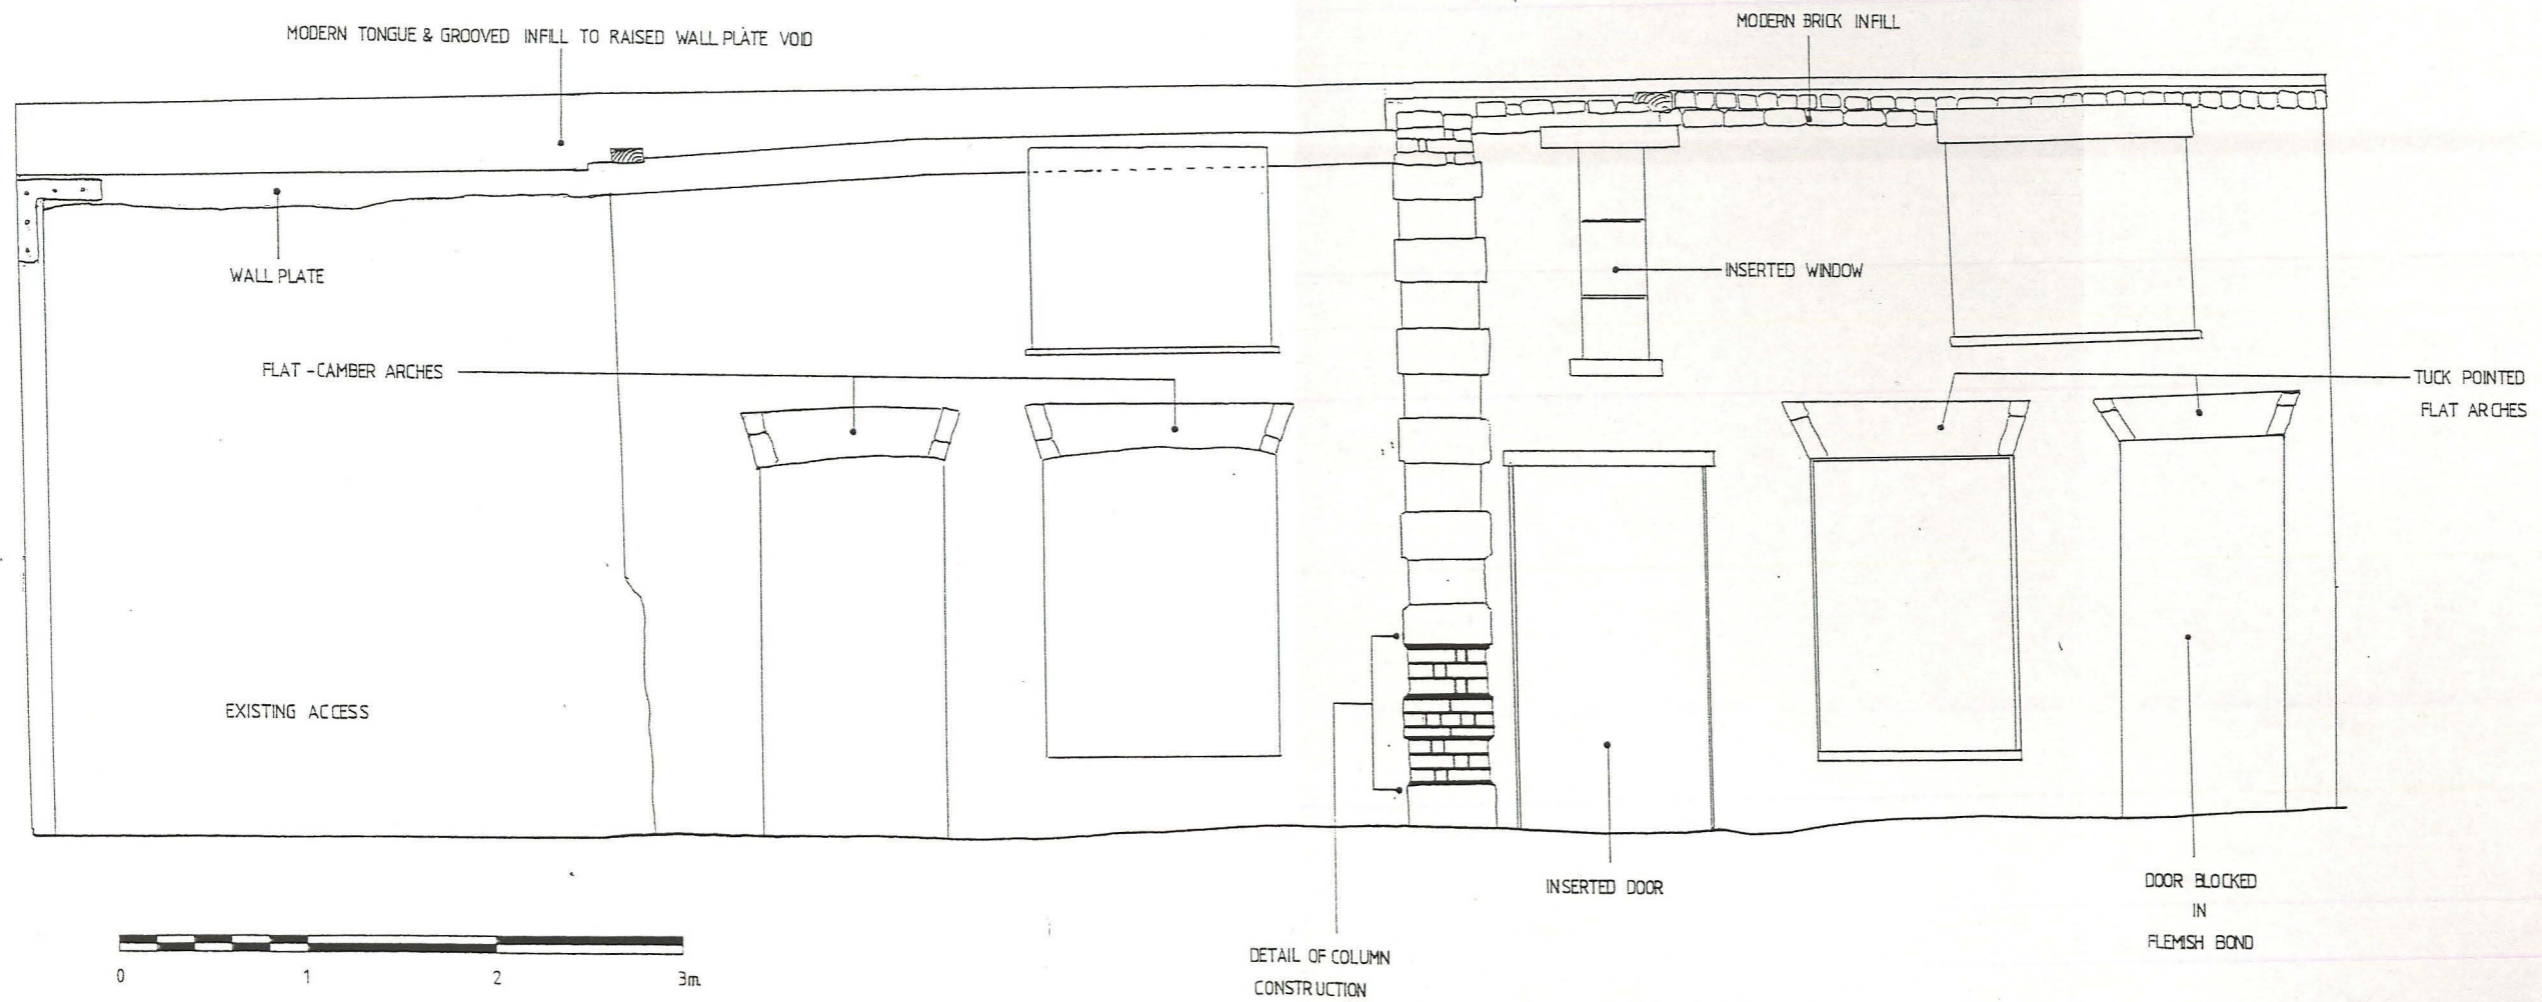 MODERN TONGUE & GROOVED INFILL TO RAISED WALL PLATE VOID
MODERN BRICK INFILL
WALL PLATE
INSERTED WINDOW
FLAT-CAMBER ARCHES
TUCK POINTED
FLAT ARCHES
EXISTING ACCESS
INSERTED DOOR
DOOR BLOCKED
IN
FLEMISH BOND
DETAIL OF COLUMN
CONSTRUCTION
0 1 2 3m